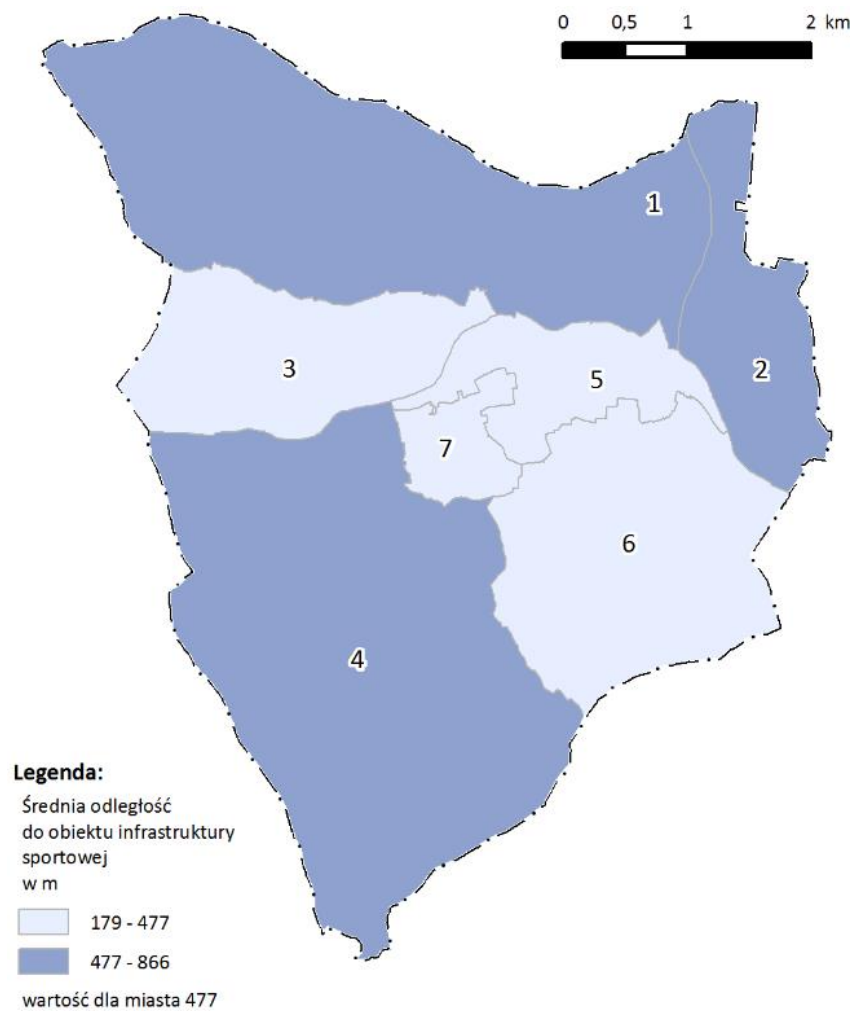 0 0,5 1 2 km
1
2
3
5
7
6
4
Legenda:
Średnia odległość
do obiektu infrastruktury
sportowej
w m
179 - 477
477 - 866
wartość dla miasta 477